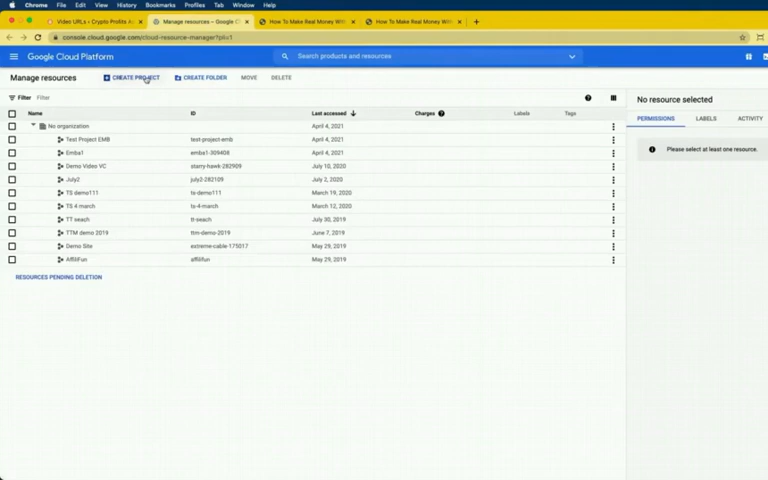 Chrome File Edit View History Bookmarks Profiles Tab Window Help
Video URLs ‹ Crypto Profits A
Manage resources – Google C
How To Make Real Money With
How To Make Real Money With
console.cloud.google.com/cloud-resource-manager?pli=1
Google Cloud Platform
Search products and resources
Manage resources
CREATE PROJECT
CREATE FOLDER
MOVE
DELETE
Filter Filter
Name ID Last accessed Charges Labels Tags
No organization April 4, 2021
Test Project EMB test-project-emb April 4, 2021
Emba1 emba1-309408 April 4, 2021
Demo Video VC starry-hawk-282909 July 10, 2020
July2 july2-282109 July 2, 2020
TS demo111 ts-demo111 March 19, 2020
TS 4 march ts-4-march March 12, 2020
TT seach tt-seach July 30, 2019
TTM demo 2019 ttm-demo-2019 June 7, 2019
Demo Site extreme-cable-175017 May 29, 2019
AffiliFun affilifun May 29, 2019
RESOURCES PENDING DELETION
No resource selected
PERMISSIONS LABELS ACTIVITY
Please select at least one resource.